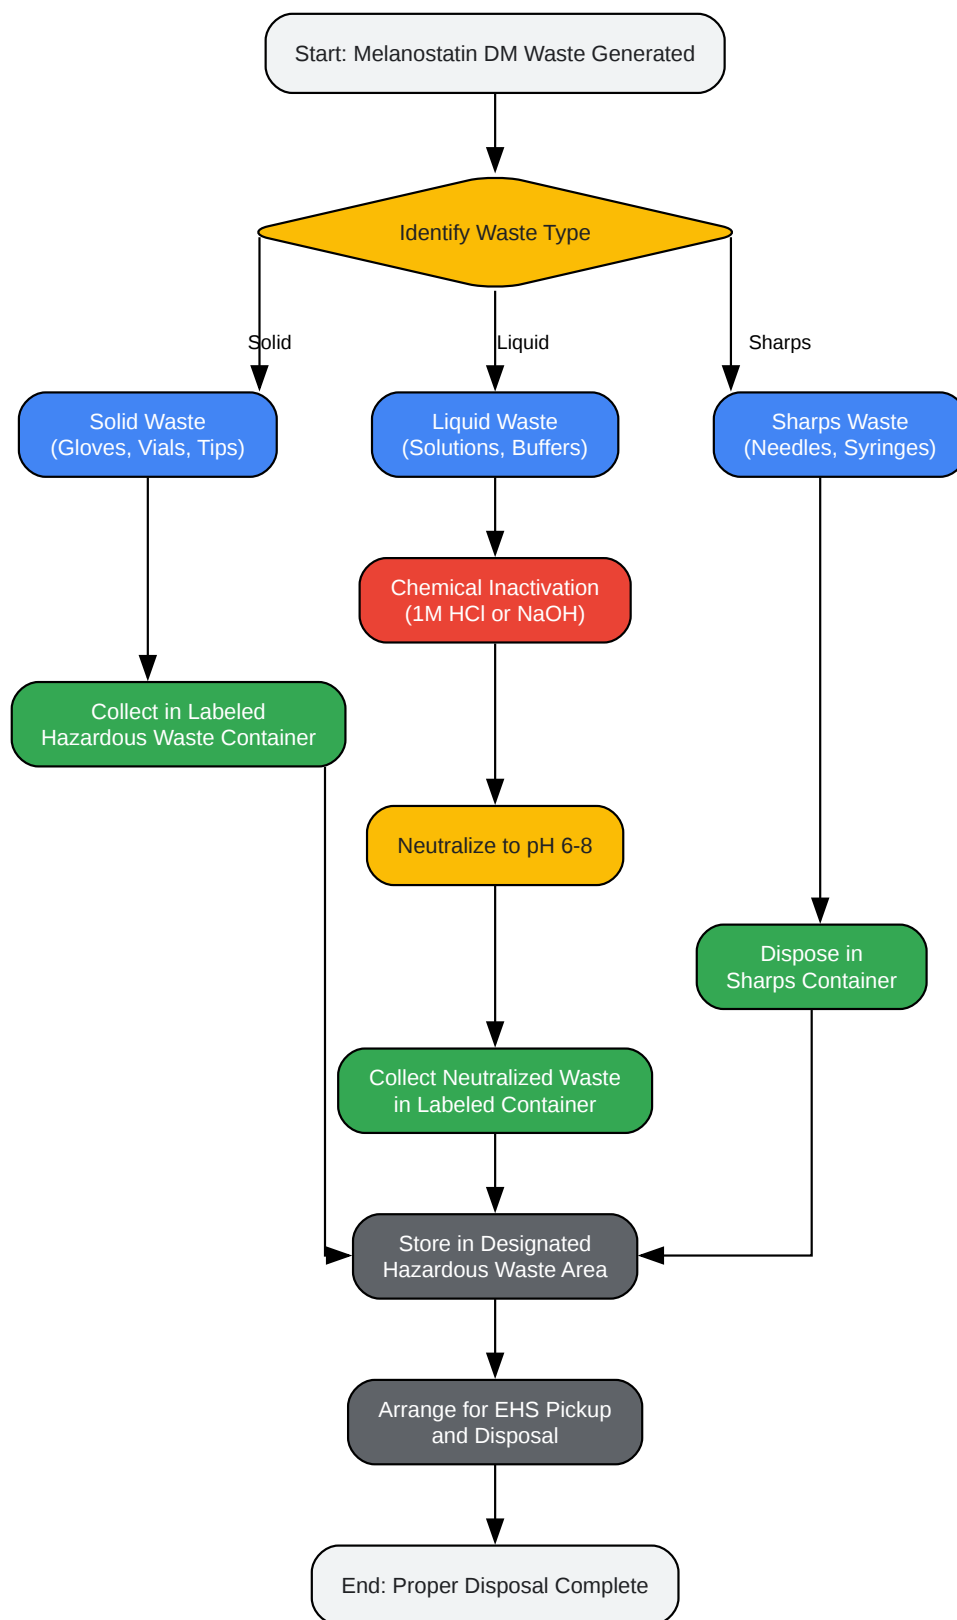 Start: Melanostatin DM Waste Generated
Identify Waste Type
Solid
Liquid
Sharps
Solid Waste
(Gloves, Vials, Tips)
Liquid Waste
(Solutions, Buffers)
Sharps Waste
(Needles, Syringes)
Chemical Inactivation
(1M HCl or NaOH)
Collect in Labeled
Hazardous Waste Container
Neutralize to pH 6-8
Dispose in
Sharps Container
Collect Neutralized Waste
in Labeled Container
Store in Designated
Hazardous Waste Area
Arrange for EHS Pickup
and Disposal
End: Proper Disposal Complete